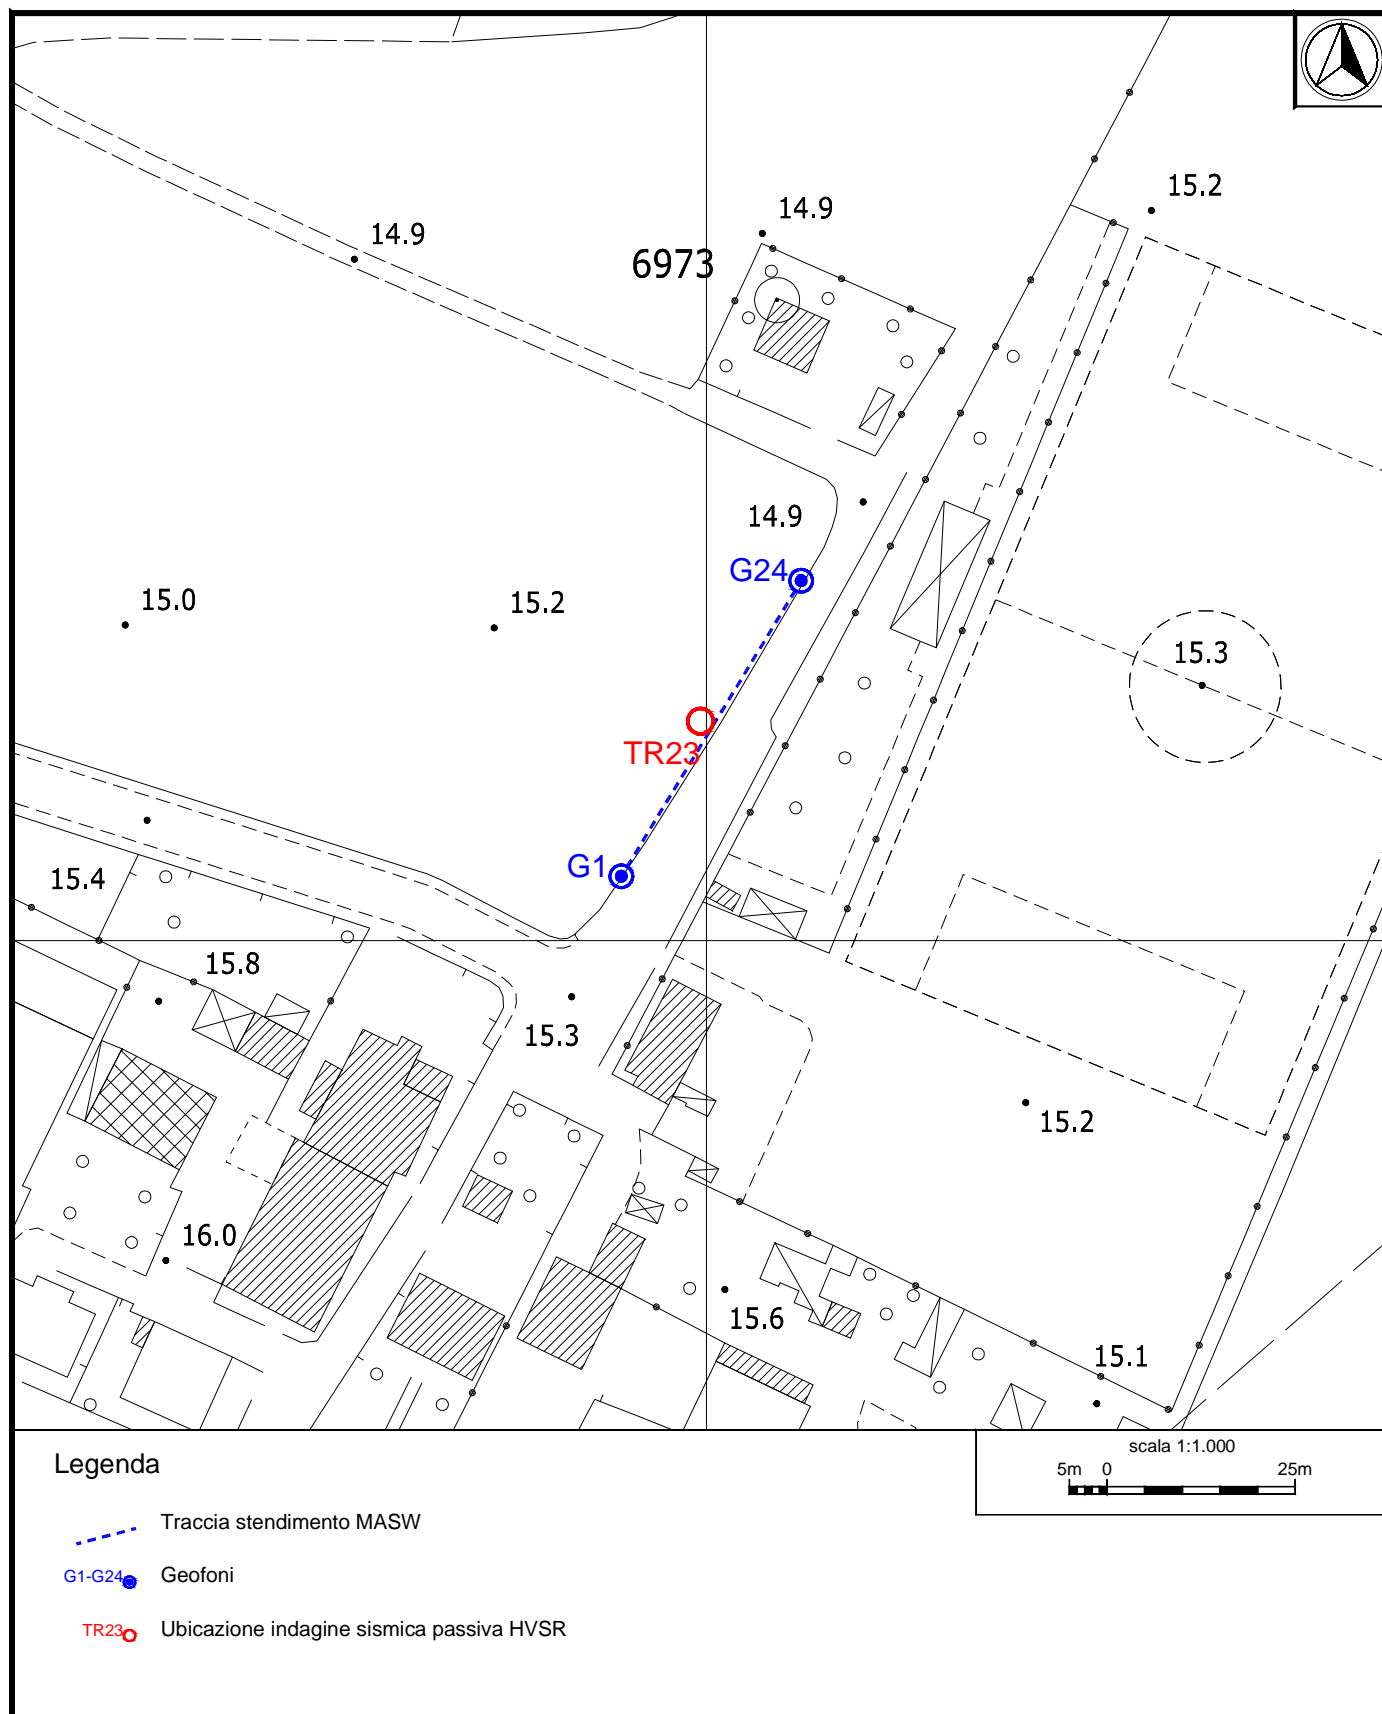 15.2
14.9
14.9
6973
14.9
G24
15.0
15.2
15.3
TR23
G1
15.4
15.8
15.3
15.2
16.0
15.6
15.1
Legenda
scala 1:1.000
5m 0 25m
Traccia stendimento MASW
G1-G24 Geofoni
TR23 Ubicazione indagine sismica passiva HVSR